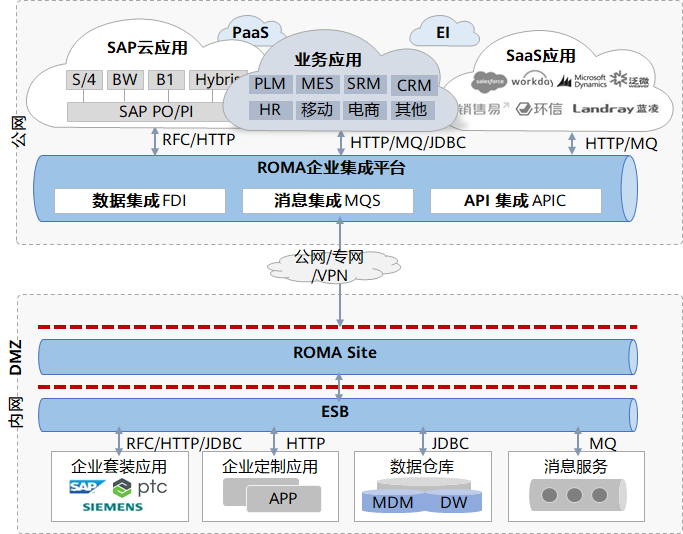 SAP云应用
PaaS
EI
业务应用
SaaS应用
S/4
BW
B1
Hybris
SAP PO/PI
PLM
MES
SRM
CRM
HR
移动
电商
其他
salesforce
workday
Microsoft Dynamics
泛微
销售易
环信
Landray 蓝凌
公网
RFC/HTTP
HTTP/MQ/JDBC
HTTP/MQ
ROMA企业集成平台
数据集成 FDI
消息集成 MQS
API 集成 APIC
公网/专网
/VPN
DMZ
ROMA Site
内网
ESB
RFC/HTTP/JDBC
HTTP
JDBC
MQ
企业套装应用
SAP
ptc
SIEMENS
企业定制应用
APP
数据仓库
MDM
DW
消息服务